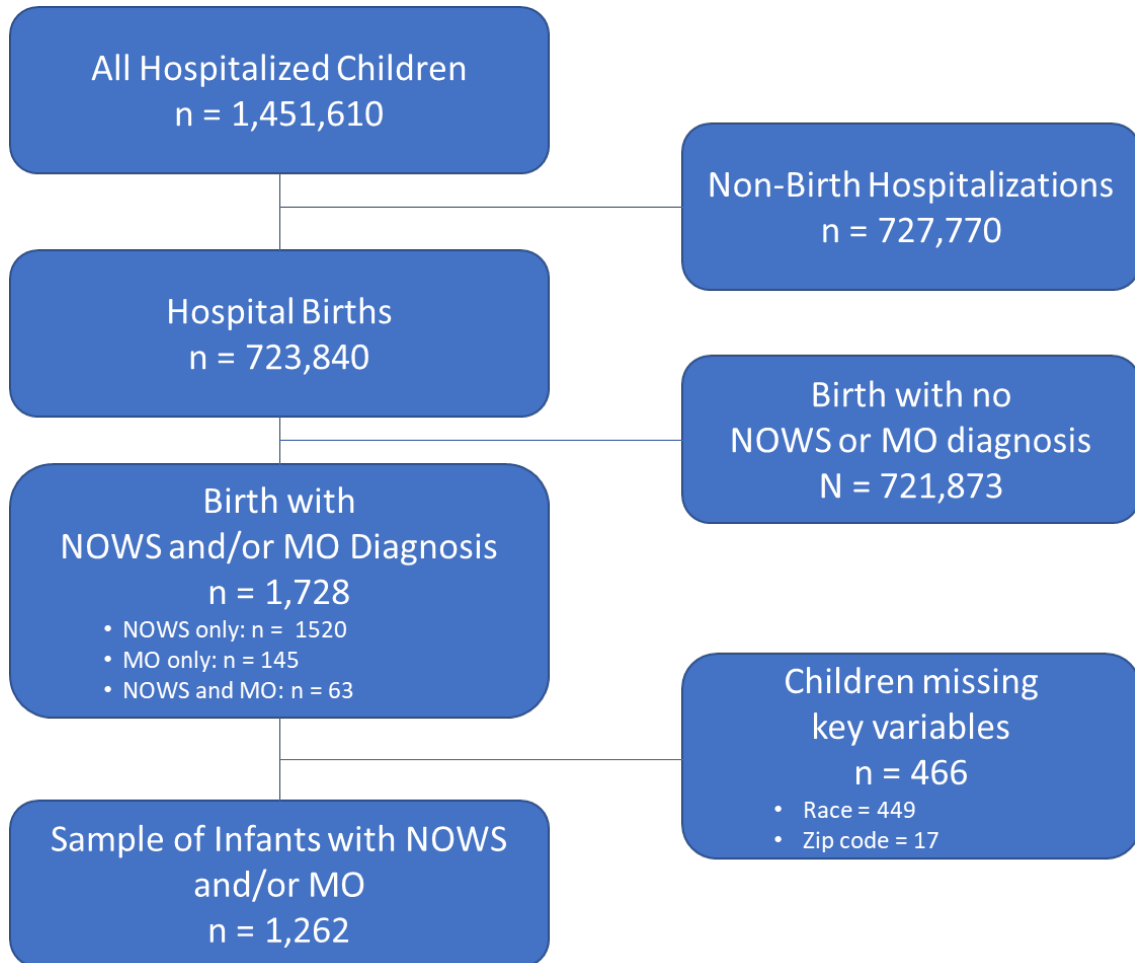 All Hospitalized Children
n = 1,451,610
Non-Birth Hospitalizations
n = 727,770
Hospital Births
n = 723,840
Birth with no
NOWS or MO diagnosis
N = 721,873
Birth with
NOWS and/or MO Diagnosis
n = 1,728
• NOWS only: n =  1520
• MO only: n = 145
• NOWS and MO: n = 63
Children missing
key variables
n = 466
• Race = 449
• Zip code = 17
Sample of Infants with NOWS
and/or MO
n = 1,262